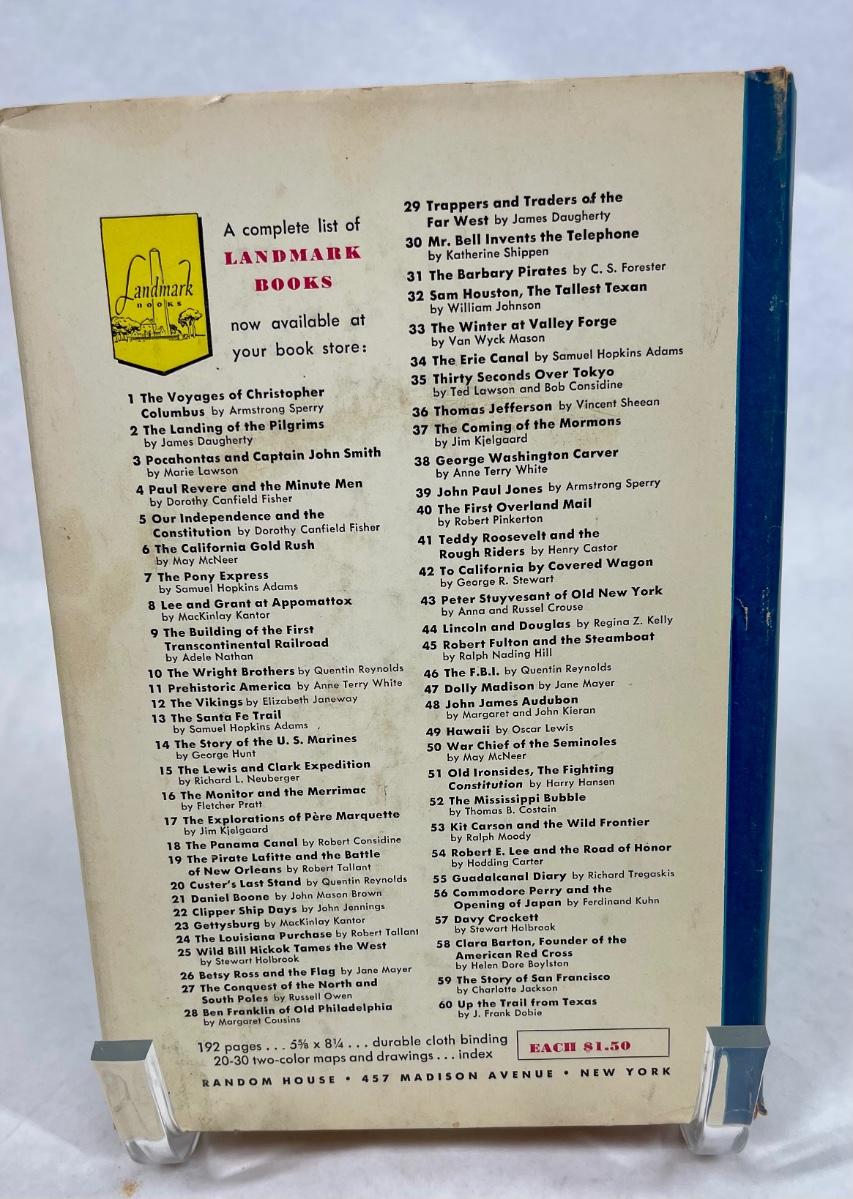 Landmark
BOOKS
A complete list of
LANDMARK
BOOKS
now available at
your book store:
1 The Voyages of Christopher
Columbus by Armstrong Sperry
2 The Landing of the Pilgrims
by James Daugherty
3 Pocahontas and Captain John Smith
by Marie Lawson
4 Paul Revere and the Minute Men
by Dorothy Canfield Fisher
5 Our Independence and the
Constitution by Dorothy Canfield Fisher
6 The California Gold Rush
by May McNeer
7 The Pony Express
by Samuel Hopkins Adams
8 Lee and Grant at Appomattox
by MacKinlay Kantor
9 The Building of the First
Transcontinental Railroad
by Adele Nathan
10 The Wright Brothers by Quentin Reynolds
11 Prehistoric America by Anne Terry White
12 The Vikings by Elizabeth Janeway
13 The Santa Fe Trail
by Samuel Hopkins Adams
14 The Story of the U. S. Marines
by George Hunt
15 The Lewis and Clark Expedition
by Richard L. Neuberger
16 The Monitor and the Merrimac
by Fletcher Pratt
17 The Explorations of Père Marquette
by Jim Kjelgaard
18 The Panama Canal by Robert Considine
19 The Pirate Lafitte and the Battle
of New Orleans by Robert Tallant
20 Custer's Last Stand by Quentin Reynolds
21 Daniel Boone by John Mason Brown
22 Clipper Ship Days by John Jennings
23 Gettysburg by MacKinlay Kantor
24 The Louisiana Purchase by Robert Tallant
25 Wild Bill Hickok Tames the West
by Stewart Holbrook
26 Betsy Ross and the Flag by Jane Mayer
27 The Conquest of the North and
South Poles by Russell Owen
28 Ben Franklin of Old Philadelphia
by Margaret Cousins
29 Trappers and Traders of the
Far West by James Daugherty
30 Mr. Bell Invents the Telephone
by Katherine Shippen
31 The Barbary Pirates by C. S. Forester
32 Sam Houston, The Tallest Texan
by William Johnson
33 The Winter at Valley Forge
by Van Wyck Mason
34 The Erie Canal by Samuel Hopkins Adams
35 Thirty Seconds Over Tokyo
by Ted Lawson and Bob Considine
36 Thomas Jefferson by Vincent Sheean
37 The Coming of the Mormons
by Jim Kjelgaard
38 George Washington Carver
by Anne Terry White
39 John Paul Jones by Armstrong Sperry
40 The First Overland Mail
by Robert Pinkerton
41 Teddy Roosevelt and the
Rough Riders by Henry Castor
42 To California by Covered Wagon
by George R. Stewart
43 Peter Stuyvesant of Old New York
by Anna and Russel Crouse
44 Lincoln and Douglas by Regina Z. Kelly
45 Robert Fulton and the Steamboat
by Ralph Nading Hill
46 The F.B.I. by Quentin Reynolds
47 Dolly Madison by Jane Mayer
48 John James Audubon
by Margaret and John Kieran
49 Hawaii by Oscar Lewis
50 War Chief of the Seminoles
by May McNeer
51 Old Ironsides, The Fighting
Constitution by Harry Hansen
52 The Mississippi Bubble
by Thomas B. Costain
53 Kit Carson and the Wild Frontier
by Ralph Moody
54 Robert E. Lee and the Road of Honor
by Hodding Carter
55 Guadalcanal Diary by Richard Tregaskis
56 Commodore Perry and the
Opening of Japan by Ferdinand Kuhn
57 Davy Crockett
by Stewart Holbrook
58 Clara Barton, Founder of the
American Red Cross
by Helen Dore Boylston
59 The Story of San Francisco
by Charlotte Jackson
60 Up the Trail from Texas
by J. Frank Dobie
192 pages . . . 5⅝ x 8¼ . . . durable cloth binding
20-30 two-color maps and drawings . . . index
EACH $1.50
RANDOM HOUSE • 457 MADISON AVENUE • NEW YORK